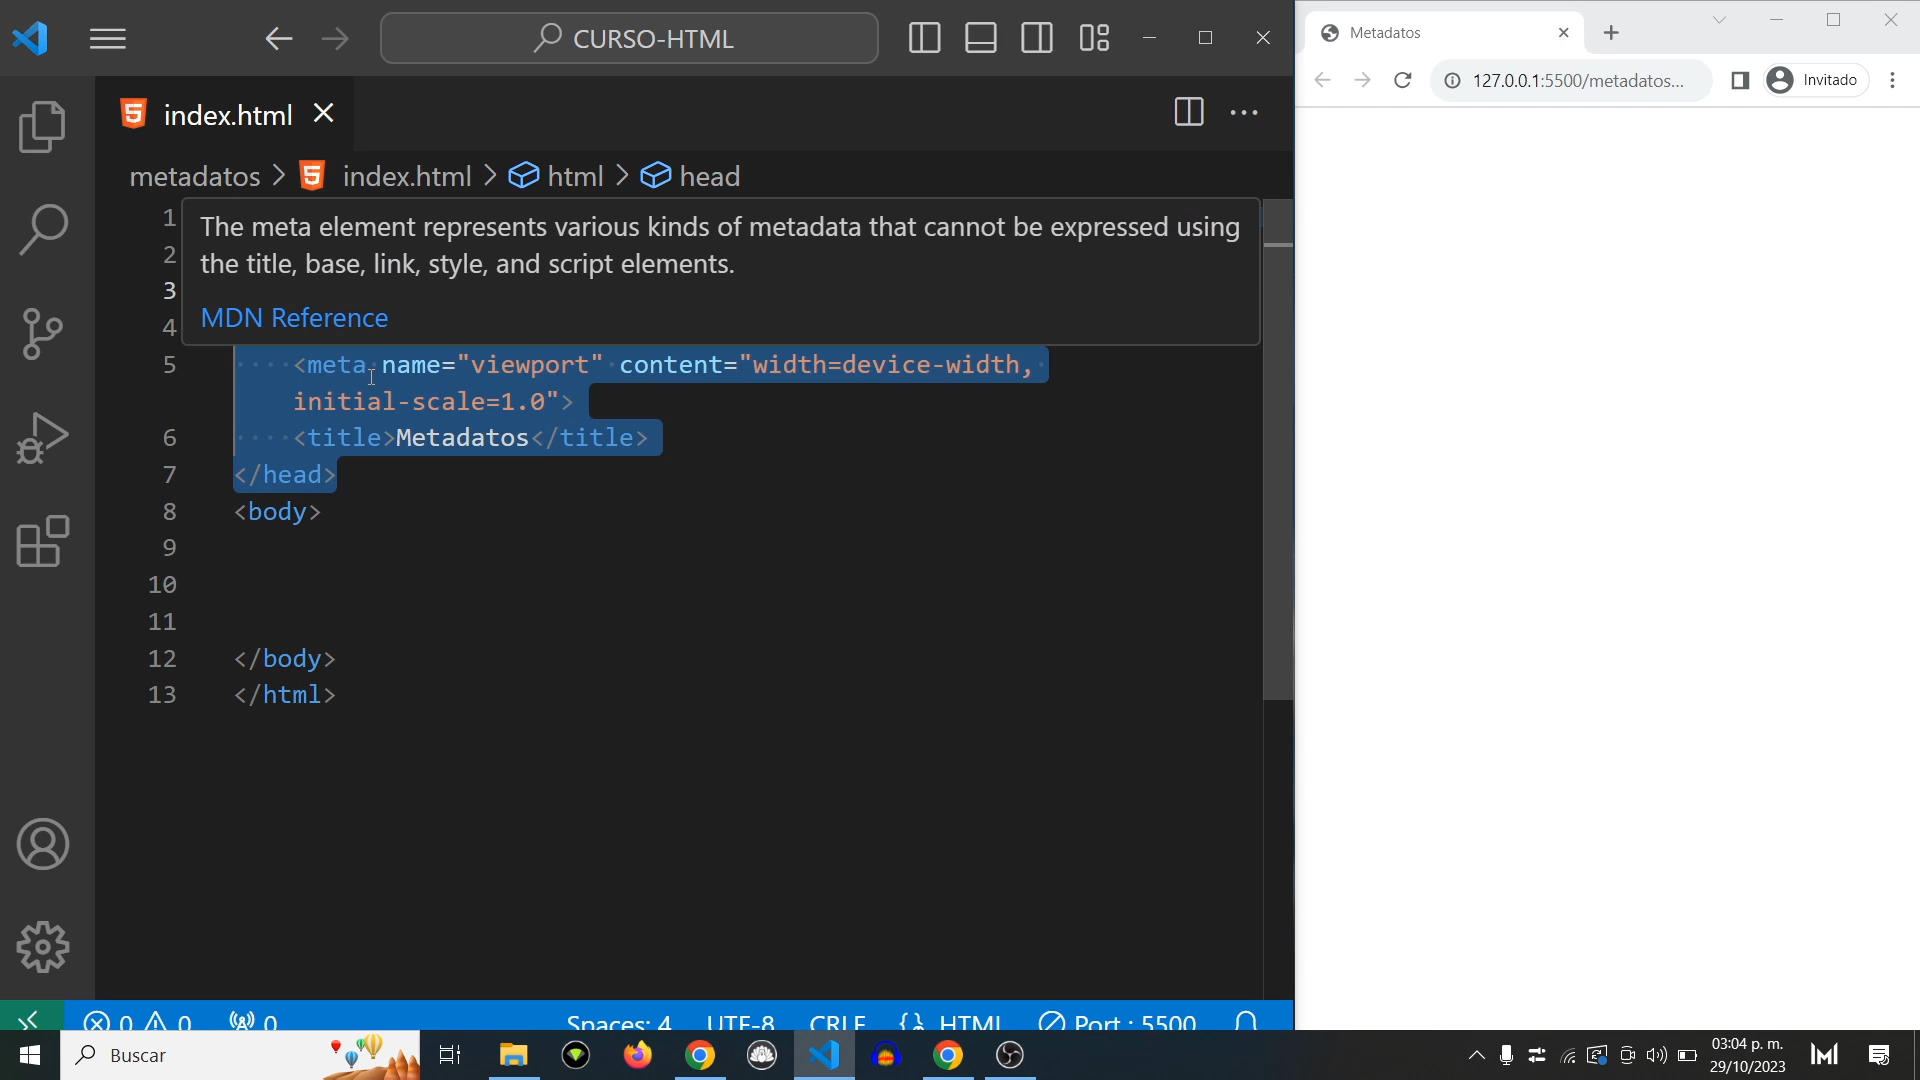 CURSO-HTML
index.html
metadatos > index.html > html > head
1
2
3
4
The meta element represents various kinds of metadata that cannot be expressed using
the title, base, link, style, and script elements.
MDN Reference
5 <meta name="viewport" content="width=device-width,
initial-scale=1.0">
6 <title>Metadatos</title>
7 </head>
8 <body>
9
10
11
12 </body>
13 </html>
0 0 0 Spaces: 4 UTF-8 CRLF {} HTML Port : 5500
Metadatos
127.0.0.1:5500/metadatos...
Invitado
Buscar
03:04 p. m.
29/10/2023